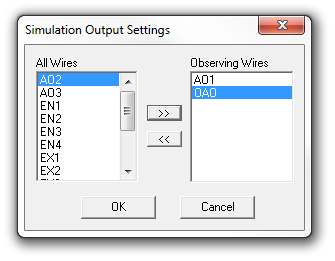 Simulation Output Settings
All Wires
Observing Wires
AO2
AO3
EN1
EN2
EN3
EN4
EX1
EX2
>>
<<
AO1
OAO
OK
Cancel